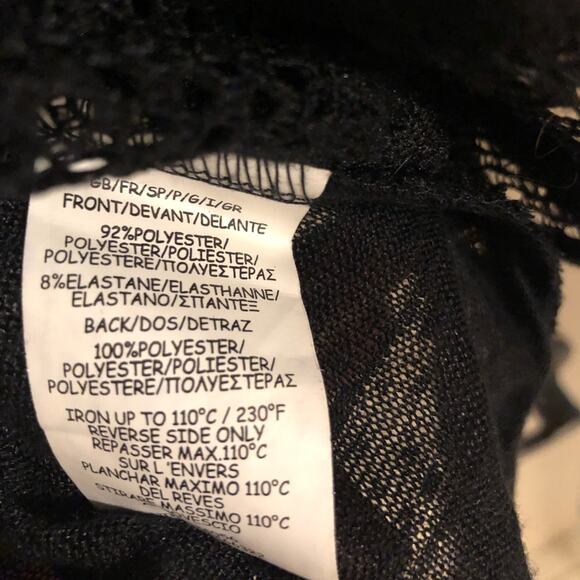 GB/FR/SP/P/G/I/GR
FRONT/DEVANT/DELANTE
92%POLYESTER/
POLYESTER/POLIESTER/
POLYESTERE/ΠΟΛΥΕΣΤΕΡΑΣ
8%ELASTANE/ELASTHANNE/
ELASTANO/ΣΠΑΝΤΕΞ
BACK/DOS/DETRAZ
100%POLYESTER/
POLYESTER/POLIESTER/
POLYESTERE/ΠΟΛΥΕΣΤΕΡΑΣ
IRON UP TO 110°C / 230°F
REVERSE SIDE ONLY
REPASSER MAX.110°C
SUR L'ENVERS
PLANCHAR MAXIMO 110°C
DEL REVES
STIRARE MASSIMO 110°C